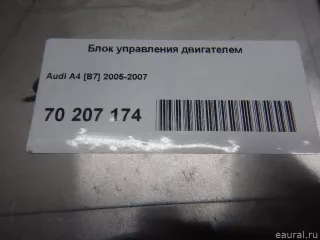 Блок управления двигателем
Audi A4 [B7] 2005-2007
70 207 174
eaural.ru